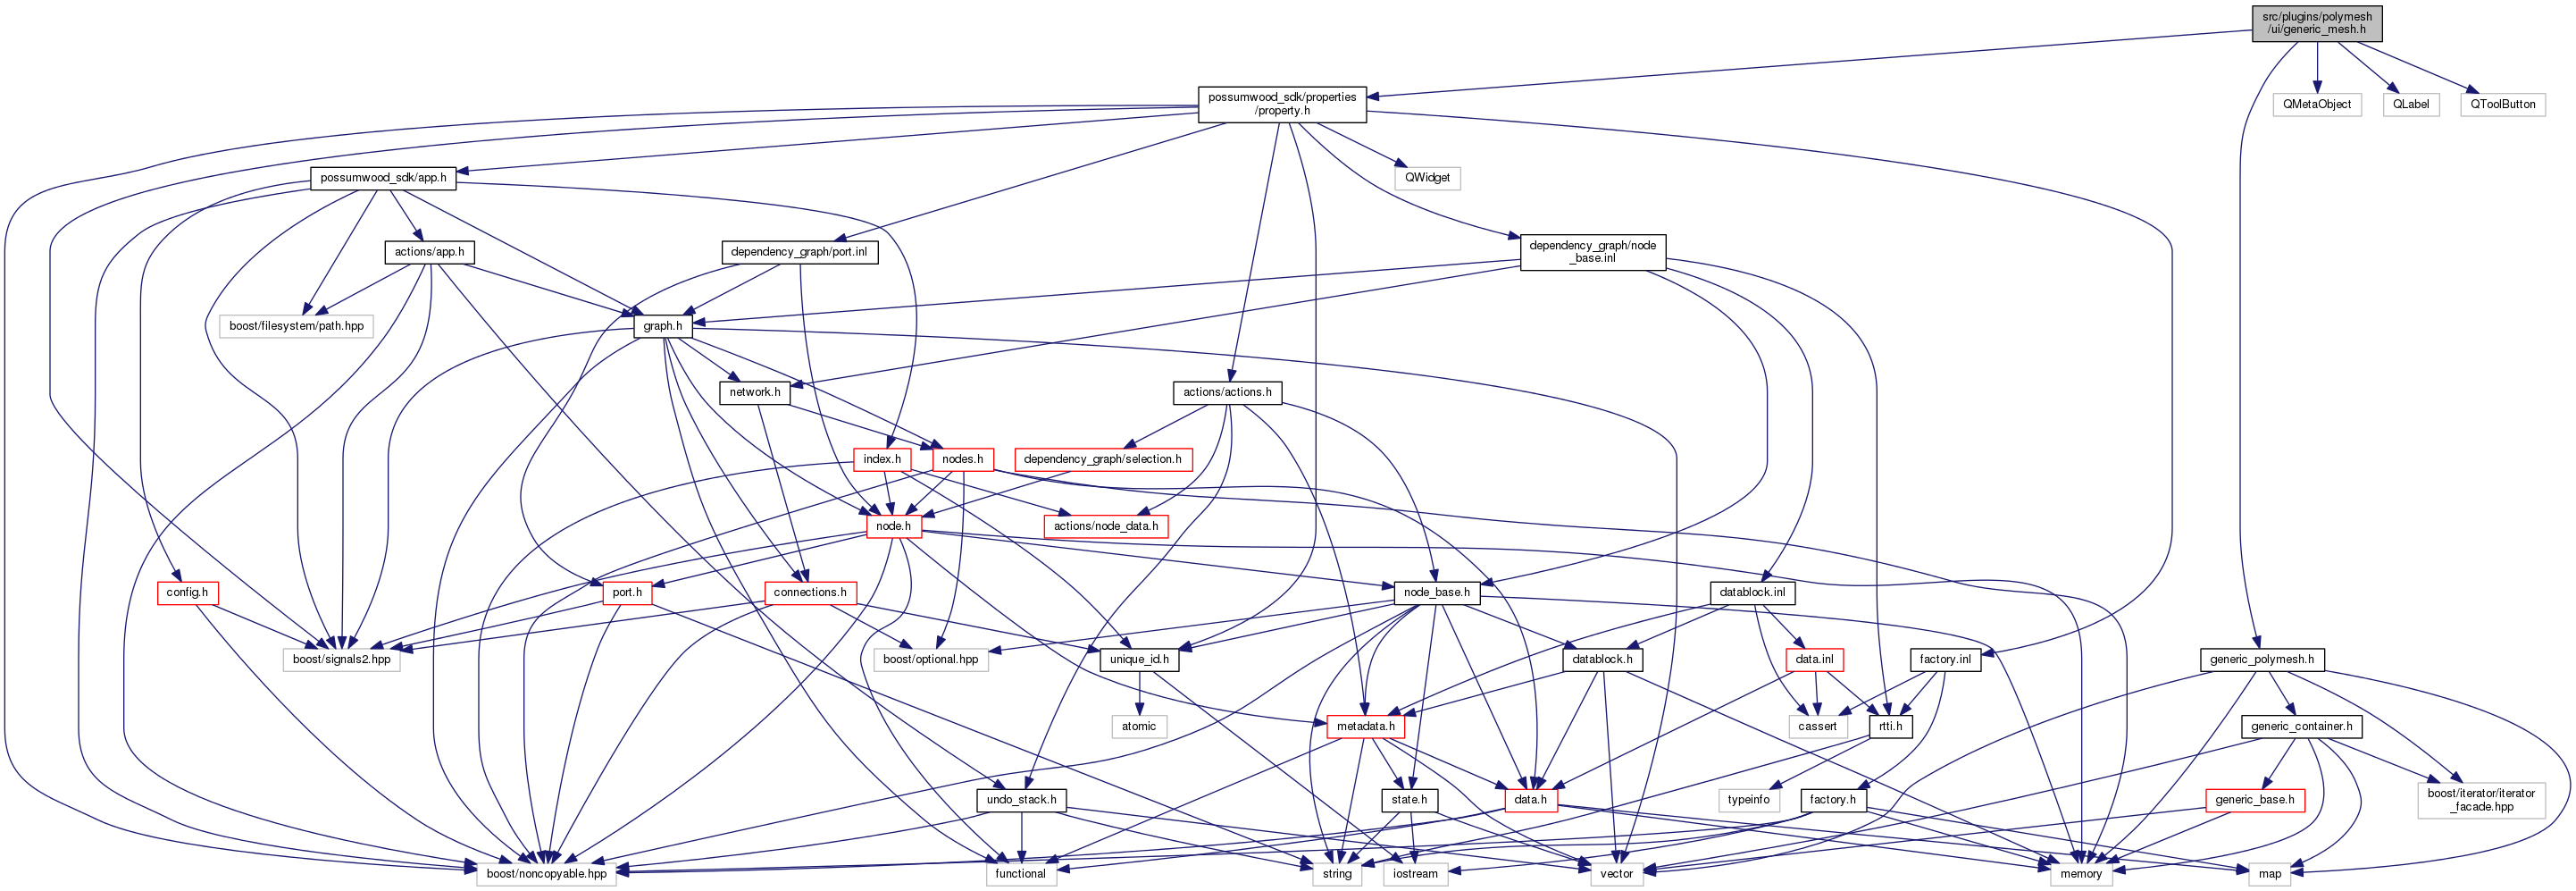 src/plugins/polymesh
/ui/generic_mesh.h
possumwood_sdk/properties
/property.h
QMetaObject
QLabel
QToolButton
possumwood_sdk/app.h
QWidget
actions/app.h
dependency_graph/port.inl
dependency_graph/node
_base.inl
boost/filesystem/path.hpp
graph.h
network.h
actions/actions.h
index.h
nodes.h
dependency_graph/selection.h
node.h
actions/node_data.h
config.h
port.h
connections.h
node_base.h
datablock.inl
boost/signals2.hpp
boost/optional.hpp
unique_id.h
datablock.h
data.inl
factory.inl
generic_polymesh.h
atomic
metadata.h
cassert
rtti.h
generic_container.h
undo_stack.h
state.h
data.h
typeinfo
factory.h
generic_base.h
boost/iterator/iterator
_facade.hpp
boost/noncopyable.hpp
functional
string
iostream
vector
memory
map